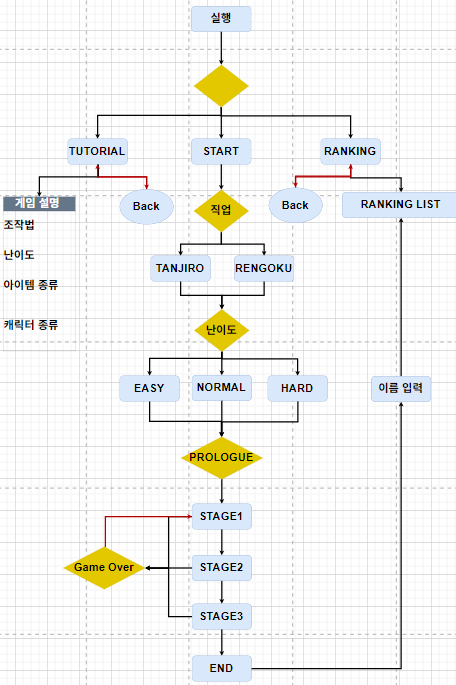 실행
TUTORIAL
START
RANKING
게임 설명
조작법
난이도
아이템 종류
캐릭터 종류
Back
직업
Back
RANKING LIST
TANJIRO
RENGOKU
난이도
EASY
NORMAL
HARD
이름 입력
PROLOGUE
STAGE1
Game Over
STAGE2
STAGE3
END